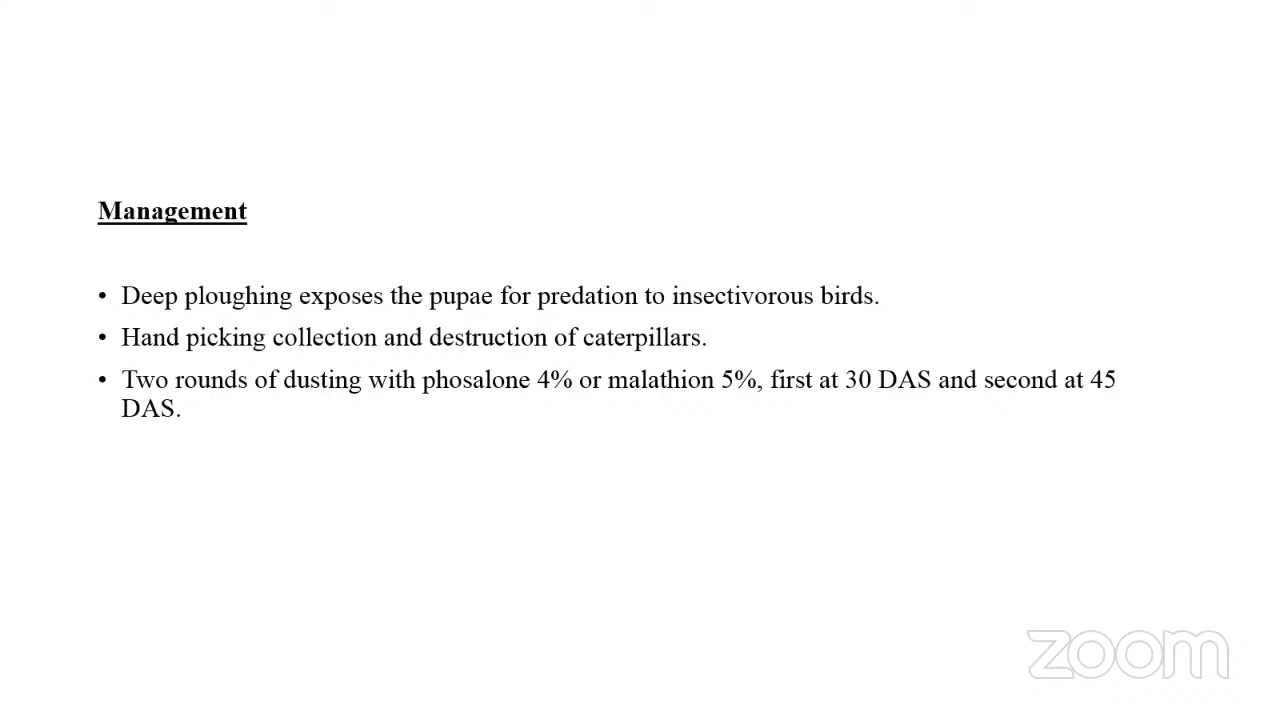 Management
• Deep ploughing exposes the pupae for predation to insectivorous birds.
• Hand picking collection and destruction of caterpillars.
• Two rounds of dusting with phosalone 4% or malathion 5%, first at 30 DAS and second at 45
DAS.
zoom